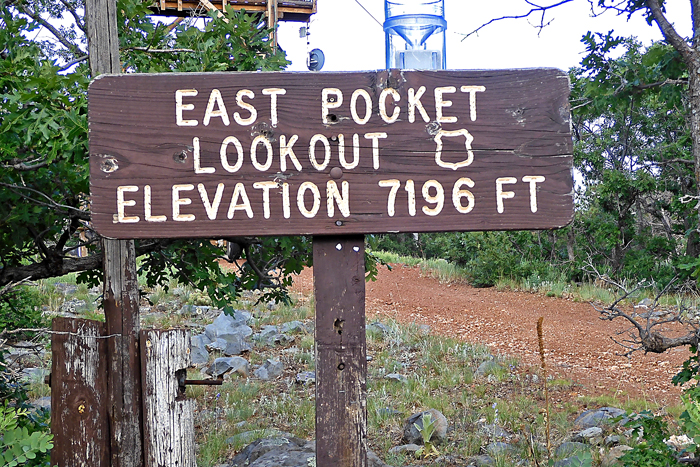 EAST POCKET
LOOKOUT
ELEVATION 7196 FT